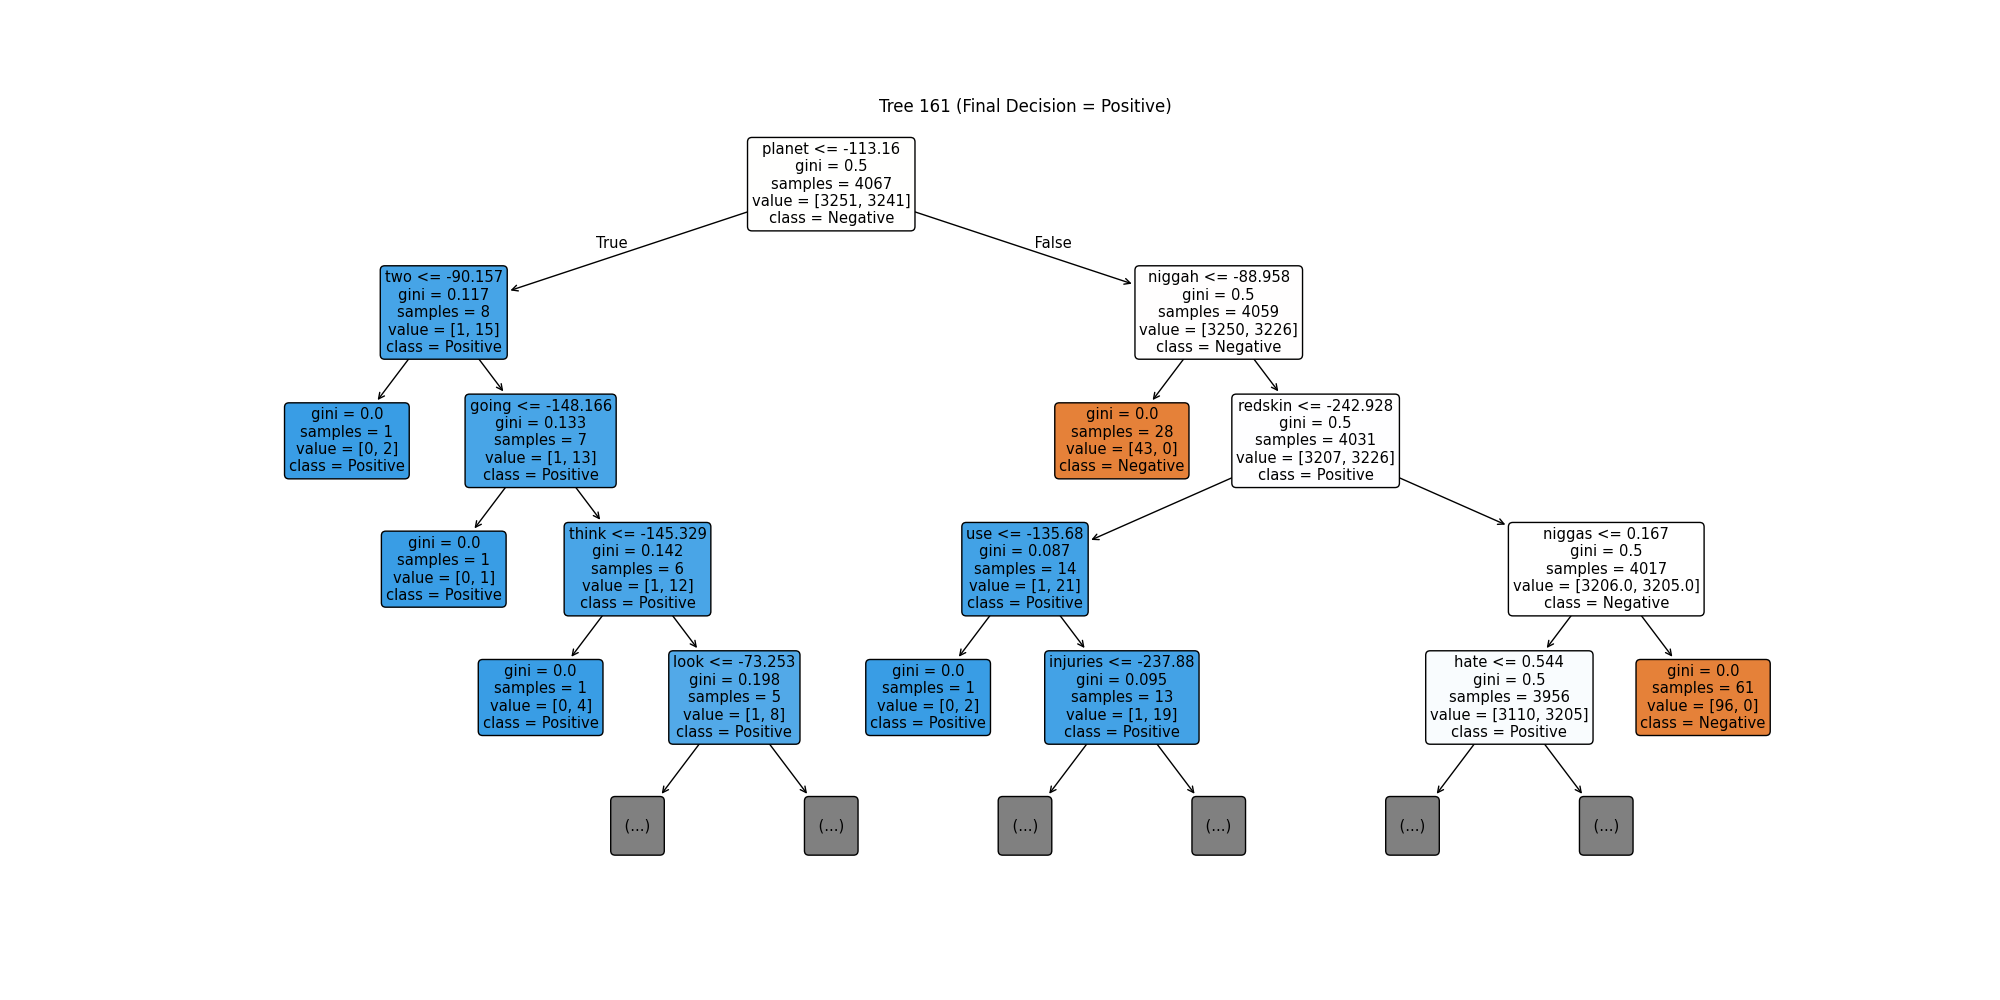 Tree 161 (Final Decision = Positive)
planet <= -113.16
gini = 0.5
samples = 4067
value = [3251, 3241]
class = Negative
True
False
two <= -90.157
gini = 0.117
samples = 8
value = [1, 15]
class = Positive
niggah <= -88.958
gini = 0.5
samples = 4059
value = [3250, 3226]
class = Negative
gini = 0.0
samples = 1
value = [0, 2]
class = Positive
going <= -148.166
gini = 0.133
samples = 7
value = [1, 13]
class = Positive
gini = 0.0
samples = 28
value = [43, 0]
class = Negative
redskin <= -242.928
gini = 0.5
samples = 4031
value = [3207, 3226]
class = Positive
gini = 0.0
samples = 1
value = [0, 1]
class = Positive
think <= -145.329
gini = 0.142
samples = 6
value = [1, 12]
class = Positive
use <= -135.68
gini = 0.087
samples = 14
value = [1, 21]
class = Positive
niggas <= 0.167
gini = 0.5
samples = 4017
value = [3206.0, 3205.0]
class = Negative
gini = 0.0
samples = 1
value = [0, 4]
class = Positive
look <= -73.253
gini = 0.198
samples = 5
value = [1, 8]
class = Positive
gini = 0.0
samples = 1
value = [0, 2]
class = Positive
injuries <= -237.88
gini = 0.095
samples = 13
value = [1, 19]
class = Positive
hate <= 0.544
gini = 0.5
samples = 3956
value = [3110, 3205]
class = Positive
gini = 0.0
samples = 61
value = [96, 0]
class = Negative
(...)
(...)
(...)
(...)
(...)
(...)